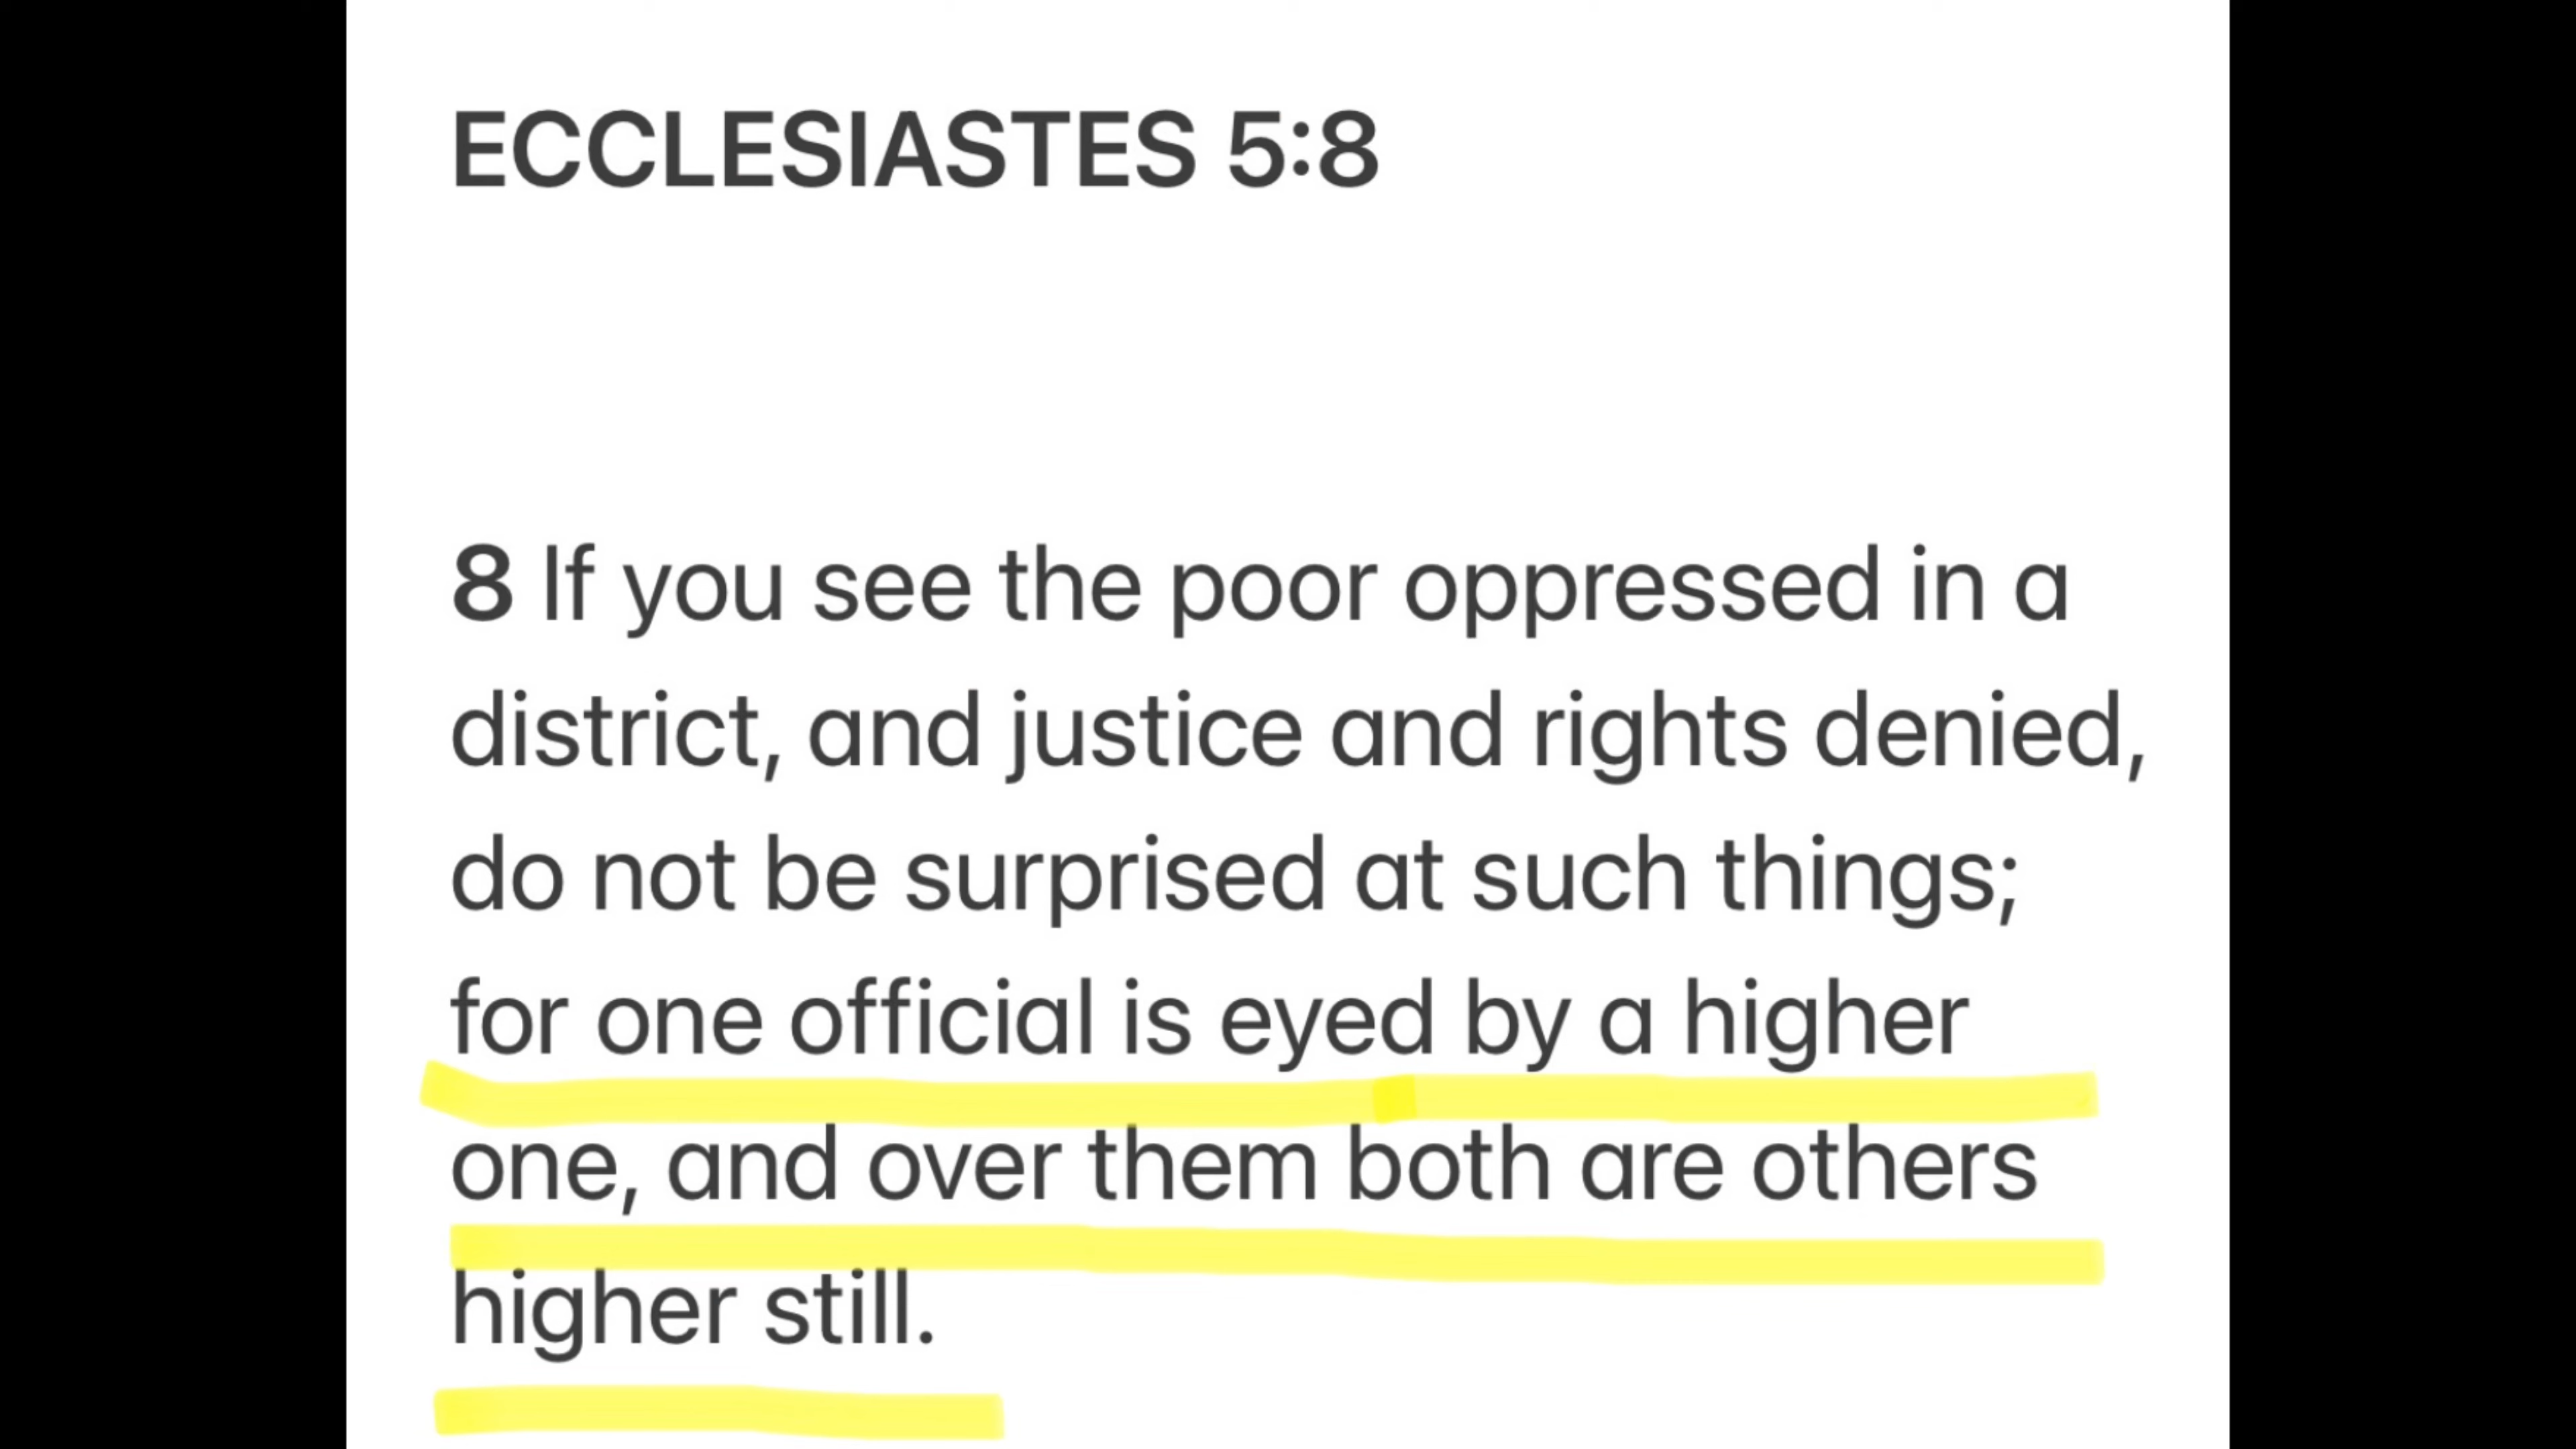 ECCLESIASTES 5:8
8 If you see the poor oppressed in a
district, and justice and rights denied,
do not be surprised at such things;
for one official is eyed by a higher
one, and over them both are others
higher still.